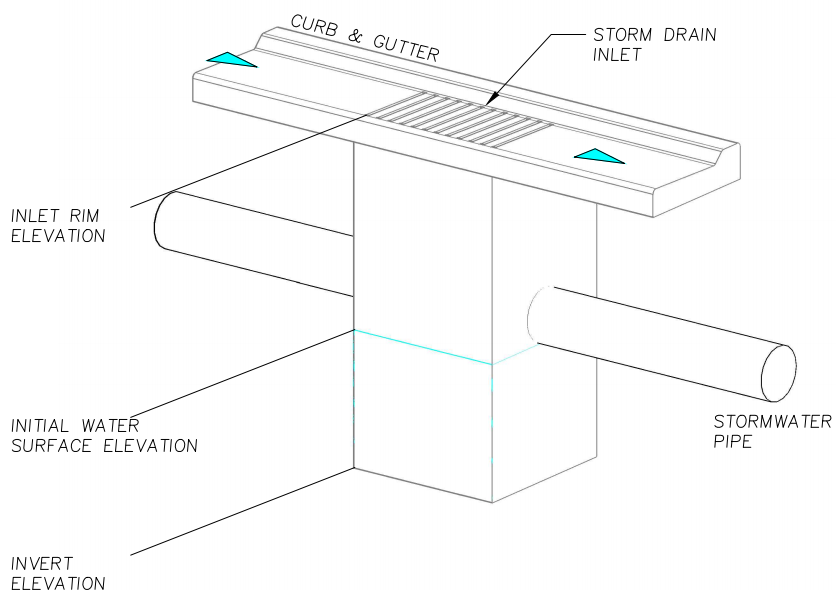 CURB & GUTTER
STORM DRAIN
INLET
INLET RIM
ELEVATION
INITIAL WATER
SURFACE ELEVATION
STORMWATER
PIPE
INVERT
ELEVATION